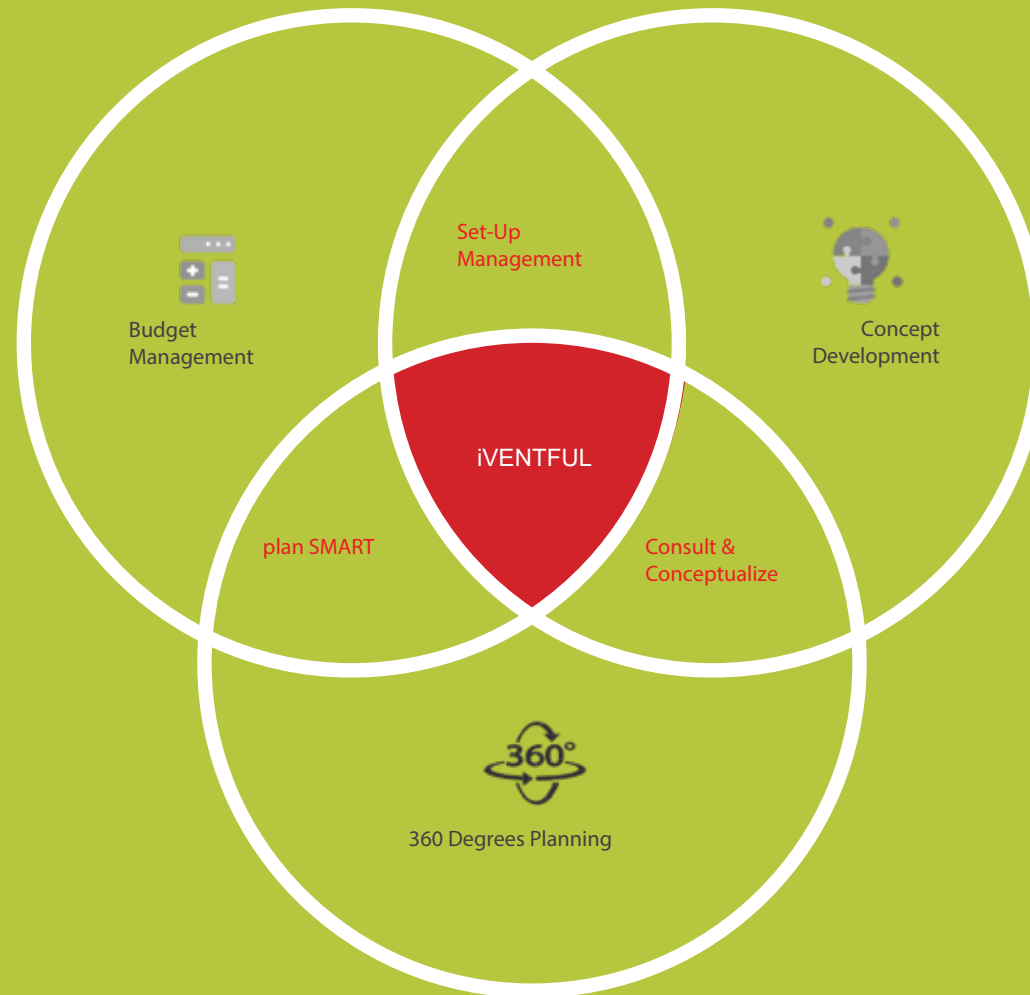 Set-Up
Management
Budget
Management
Concept
Development
iVENTFUL
plan SMART
Consult &
Conceptualize
360°
360 Degrees Planning